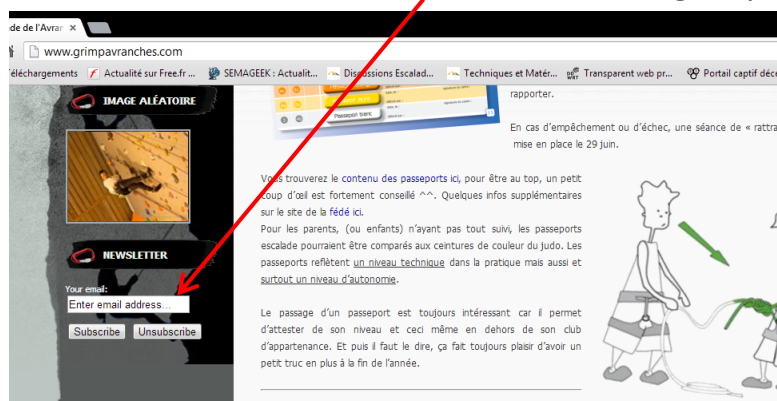 de de l'Avrar ×
www.grimpavranches.com
Téléchargements Actualité sur Free.fr ... SEMAGEEK : Actualit... Discussions Escalad... Techniques et Matér... Transparent web pr... Portail captif déce
IMAGE ALÉATOIRE
Passeport blanc
rapporter.
En cas d'empêchement ou d'échec, une séance de « rattra
mise en place le 29 juin.
Vous trouverez le contenu des passeports ici, pour être au top, un petit
coup d'œil est fortement conseillé ^^. Quelques infos supplémentaires
sur le site de la fédé ici.
Pour les parents, (ou enfants) n'ayant pas tout suivi, les passeports
escalade pourraient être comparés aux ceintures de couleur du judo. Les
passeports reflètent un niveau technique dans la pratique mais aussi et
surtout un niveau d'autonomie.
NEWSLETTER
Your email:
Enter email address...
Subscribe Unsubscribe
Le passage d'un passeport est toujours intéressant car il permet
d'attester de son niveau et ceci même en dehors de son club
d'appartenance. Et puis il faut le dire, ça fait toujours plaisir d'avoir un
petit truc en plus à la fin de l'année.